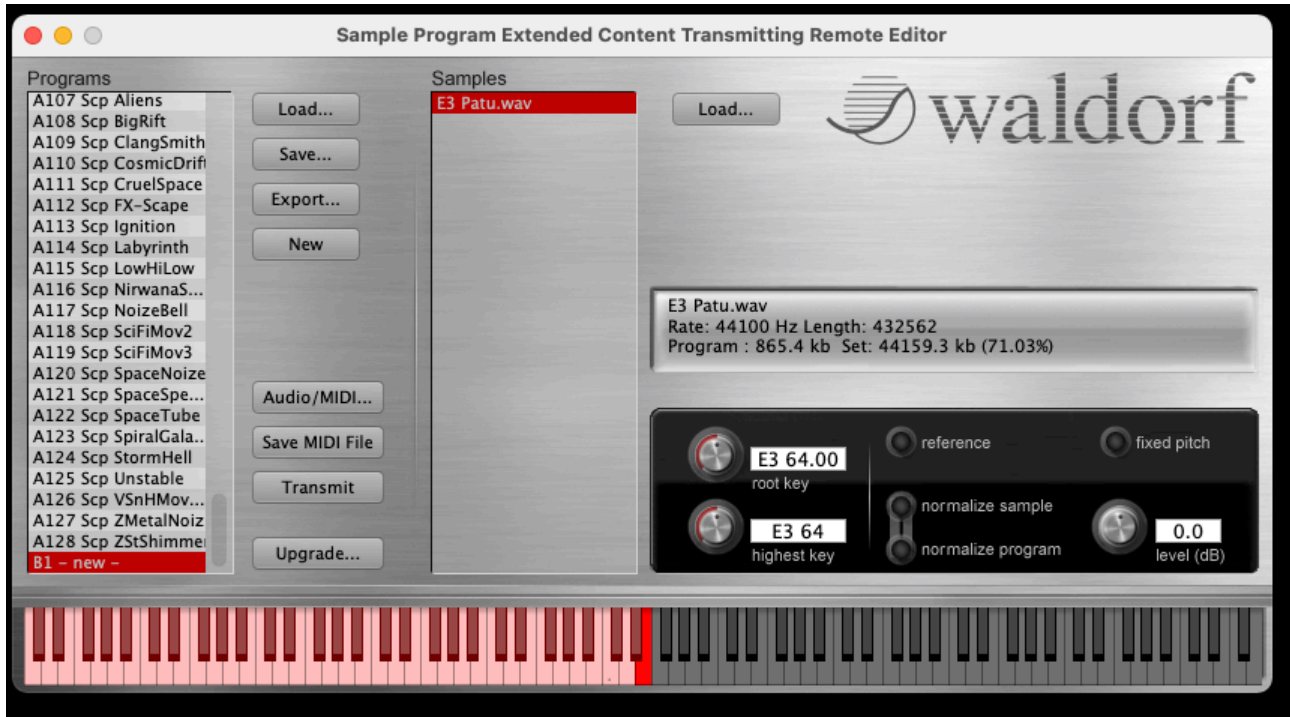 Sample Program Extended Content Transmitting Remote Editor
Programs
A107 Scp Aliens
A108 Scp BigRift
A109 Scp ClangSmith
A110 Scp CosmicDrift
A111 Scp CruelSpace
A112 Scp FX-Scape
A113 Scp Ignition
A114 Scp Labyrinth
A115 Scp LowHiLow
A116 Scp NirwanaS...
A117 Scp NoizeBell
A118 Scp SciFiMov2
A119 Scp SciFiMov3
A120 Scp SpaceNoize
A121 Scp SpaceSpe...
A122 Scp SpaceTube
A123 Scp SpiralGala...
A124 Scp StormHell
A125 Scp Unstable
A126 Scp VSnHMov...
A127 Scp ZMetalNoiz
A128 Scp ZStShimmer
B1 - new -
Load...
Save...
Export...
New
Audio/MIDI...
Save MIDI File
Transmit
Upgrade...
Samples
E3 Patu.wav
Load...
waldorf
E3 Patu.wav
Rate: 44100 Hz Length: 432562
Program : 865.4 kb Set: 44159.3 kb (71.03%)
E3 64.00
root key
E3 64
highest key
reference
normalize sample
normalize program
fixed pitch
0.0
level (dB)